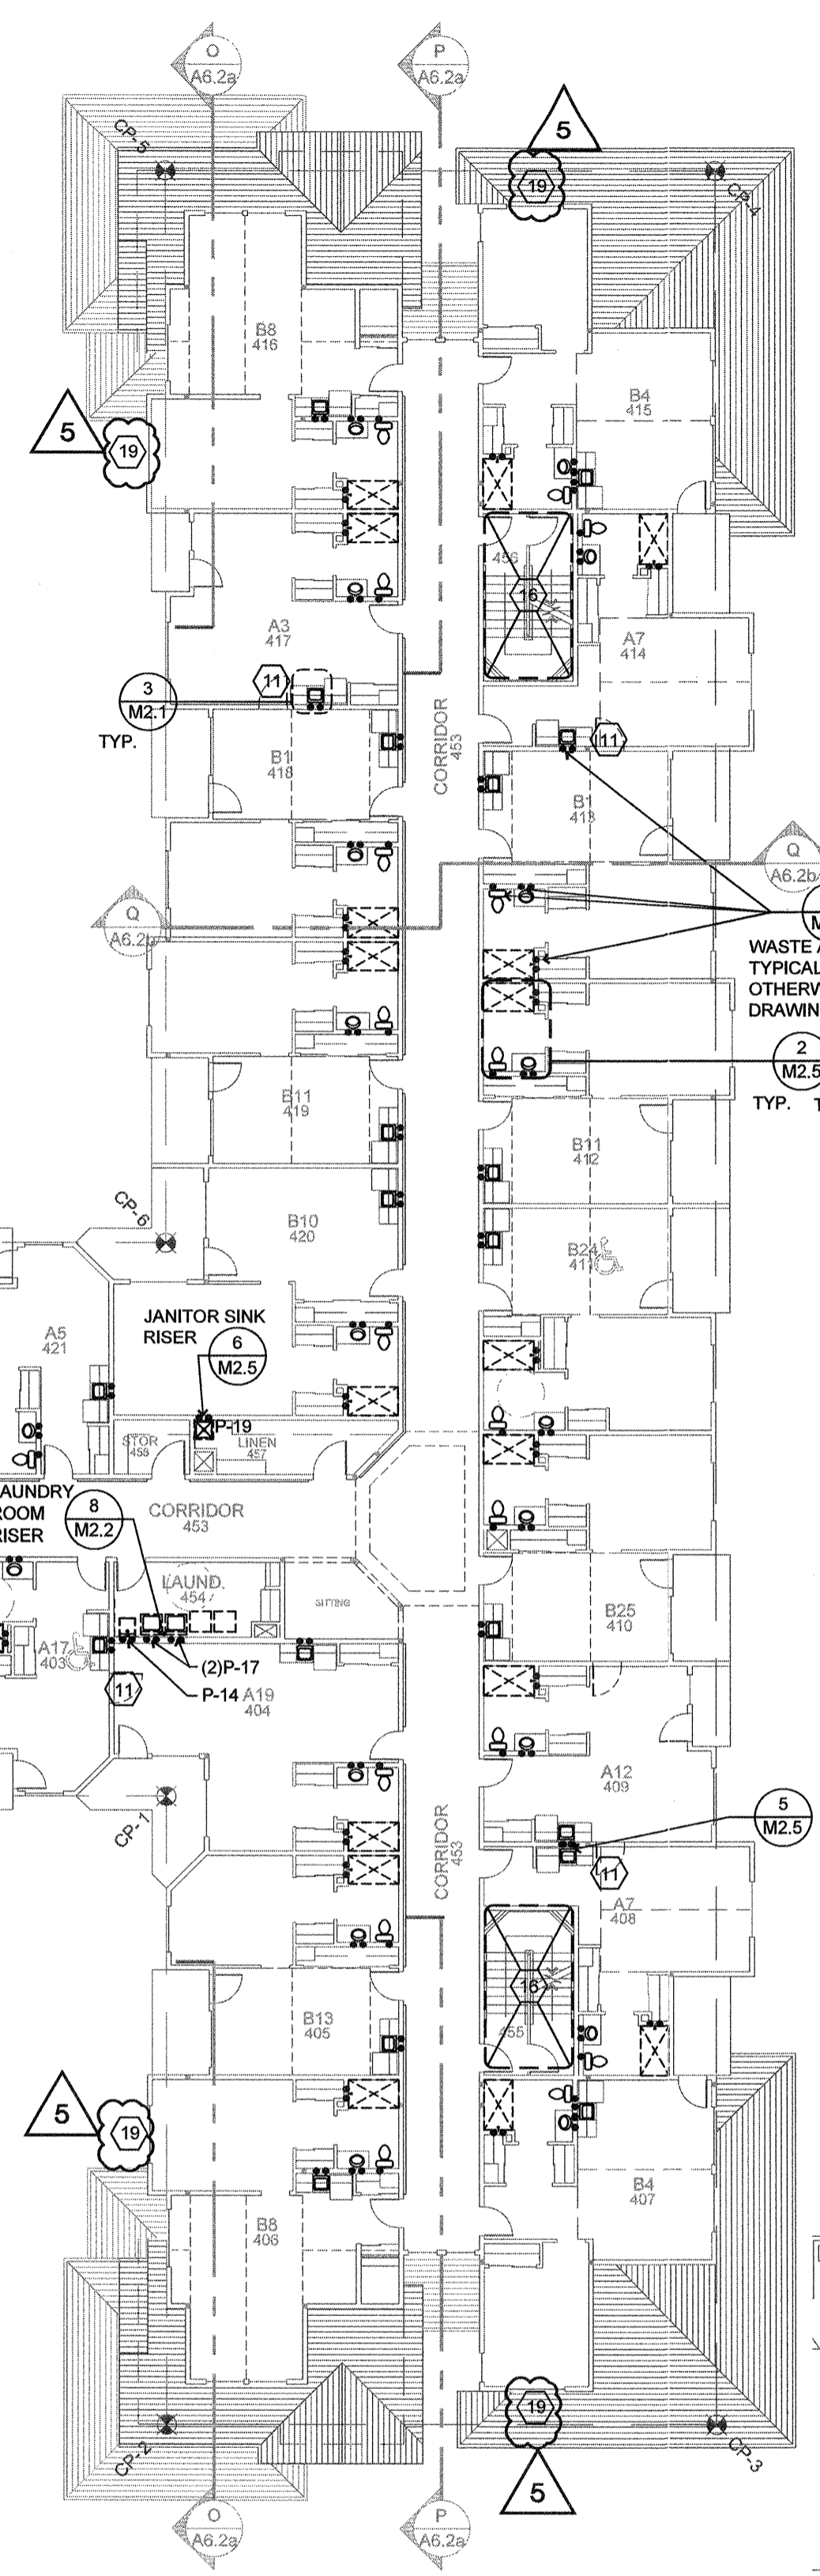 O
A6.2a
P
A6.2a
5
19
CP-5
CP-4
B8
416
B4
415
5
19
456
16
A3
417
A7
414
3
M2.1
TYP.
11
11
CORRIDOR
453
B1
418
B1
413
Q
A6.2b
Q
A6.2b
WASTE
TYPICAL
OTHERW
DRAWIN
2
M2.5
TYP.
B11
419
B11
412
CP-6
B10
420
B24
411
A5
421
JANITOR SINK
RISER
6
M2.5
P-19
STOR
458
LINEN
457
AUNDRY
ROOM
RISER
8
M2.2
CORRIDOR
453
LAUND.
454
SITTING
B25
410
A17
403
(2)P-17
11
P-14
A19
404
A12
409
CP-1
5
M2.5
CORRIDOR
453
11
A7
408
16
455
B13
405
5
19
B4
407
B8
406
CP-2
19
CP-3
5
O
A6.2a
P
A6.2a